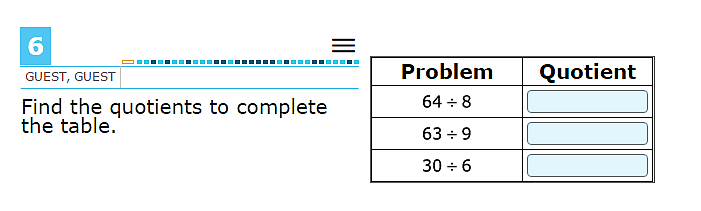 6
GUEST, GUEST
Find the quotients to complete
the table.
Problem Quotient
64 ÷ 8
63 ÷ 9
30 ÷ 6